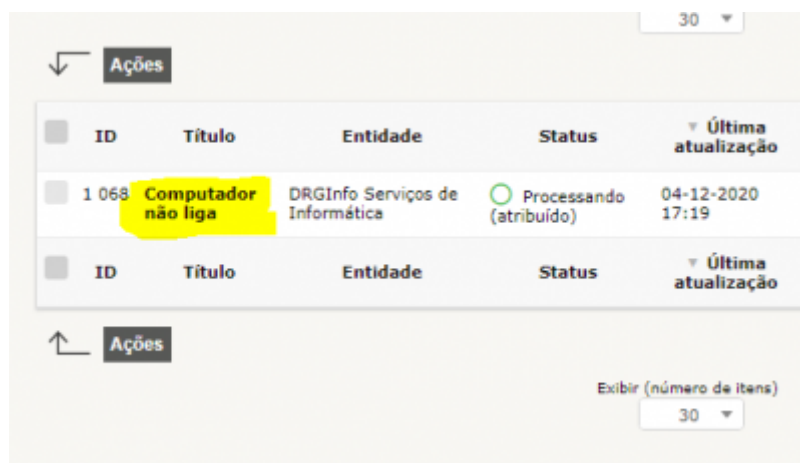 30
Ações
ID Título Entidade Status Última atualização
1 068 Computador não liga DRGInfo Serviços de Informática Processando (atribuído) 04-12-2020 17:19
ID Título Entidade Status Última atualização
Ações
Exibir (número de itens)
30